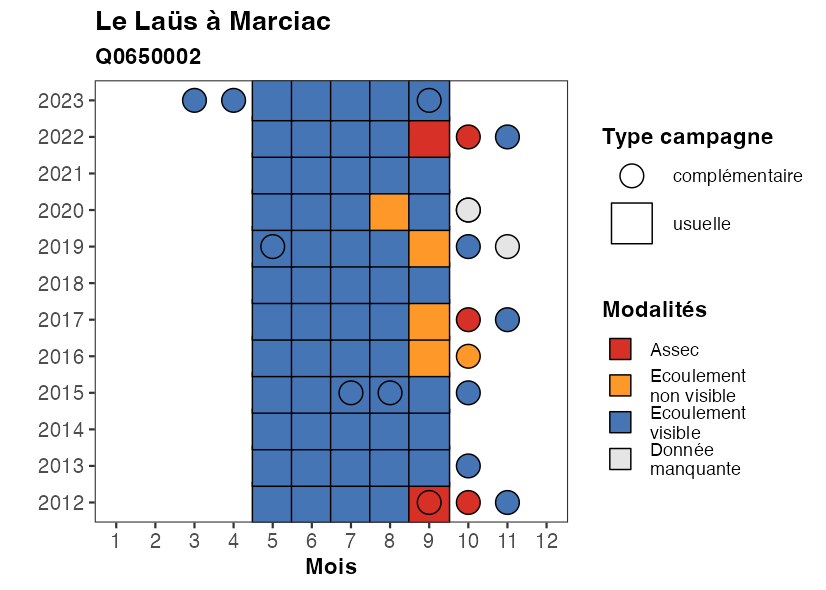 Le Laüs à Marciac
Q0650002
2023
2022
2021
2020
2019
2018
2017
2016
2015
2014
2013
2012
1 2 3 4 5 6 7 8 9 10 11 12
Mois
Type campagne
complémentaire
usuelle
Modalités
Assec
Ecoulement
non visible
Ecoulement
visible
Donnée
manquante